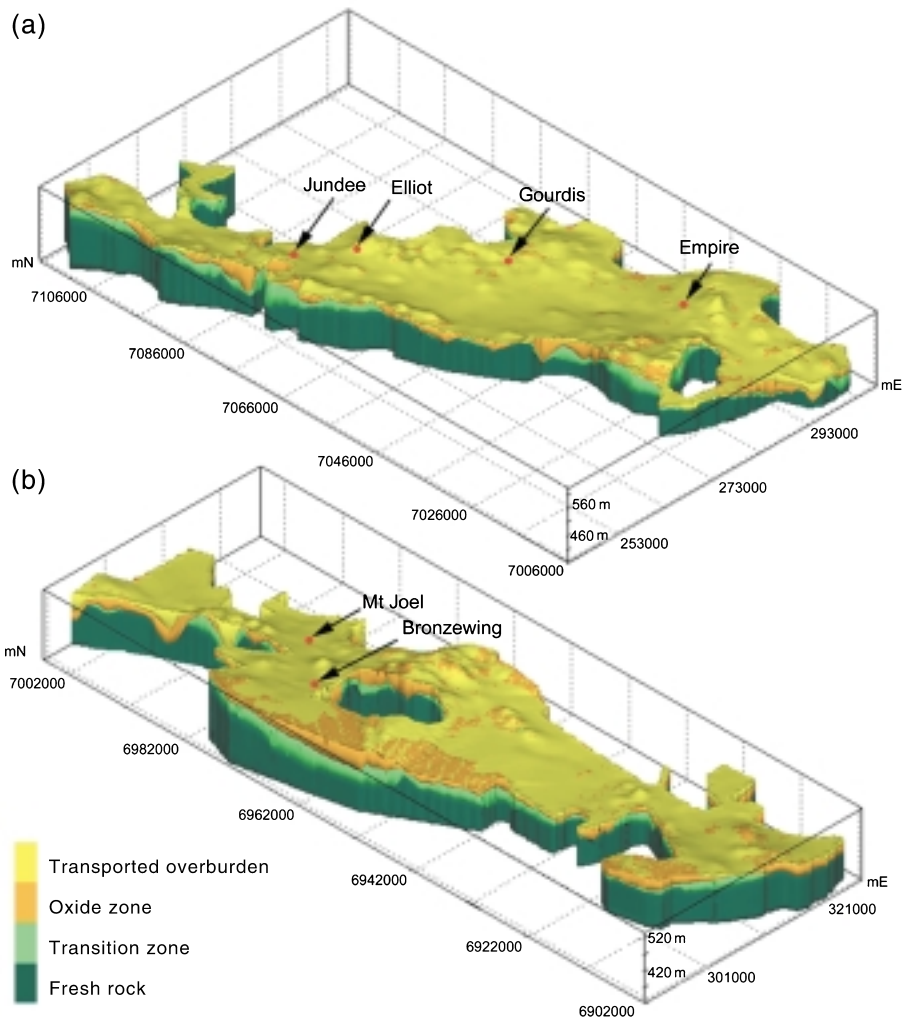 (a)
Jundee
Elliot
Gourdis
Empire
mN
7106000
7086000
7066000
7046000
7026000
7006000
mE
293000
273000
253000
560 m
460 m
(b)
Mt Joel
Bronzewing
mN
7002000
6982000
6962000
6942000
6922000
6902000
mE
321000
301000
520 m
420 m
Transported overburden
Oxide zone
Transition zone
Fresh rock